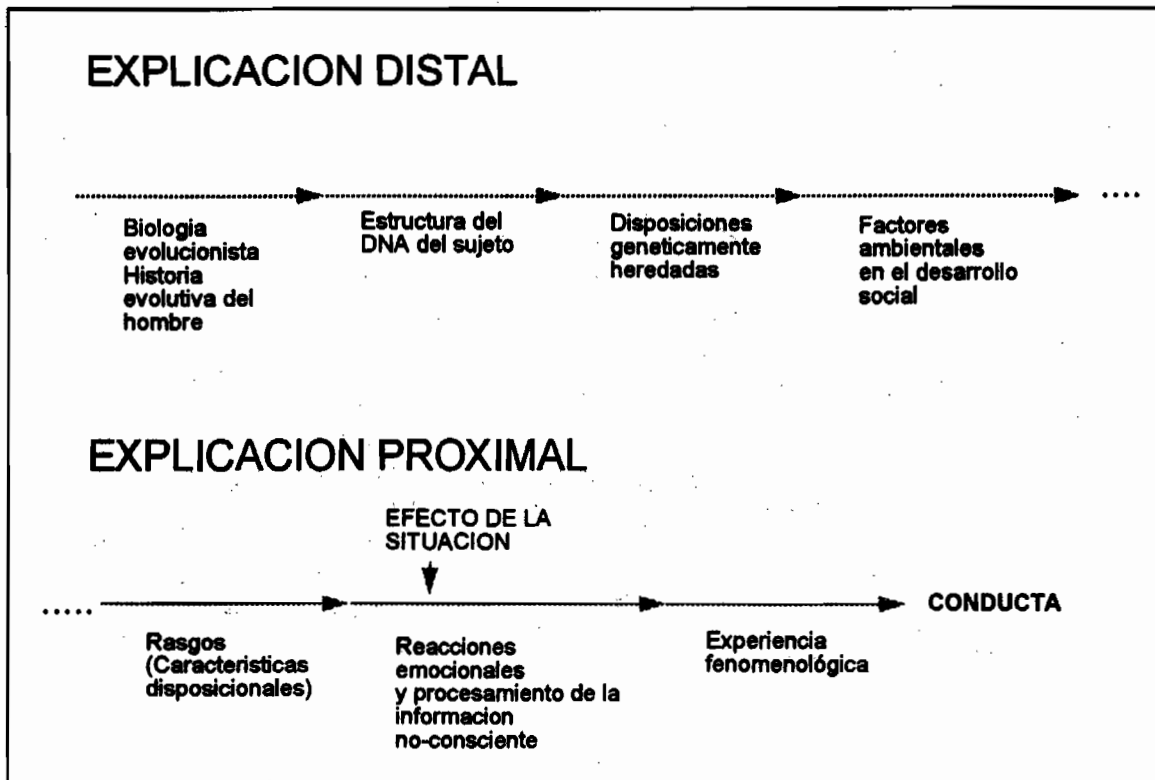 EXPLICACION DISTAL
Biologia
evolucionista
Historia
evolutiva del
hombre
Estructura del
DNA del sujeto
Disposiciones
geneticamente
heredadas
Factores
ambientales
en el desarrollo
social
....
EXPLICACION PROXIMAL
EFECTO DE LA
SITUACION
.....
Rasgos
(Caracteristicas
disposicionales)
Reacciones
emocionales
y procesamiento de la
informacion
no-consciente
Experiencia
fenomenológica
CONDUCTA